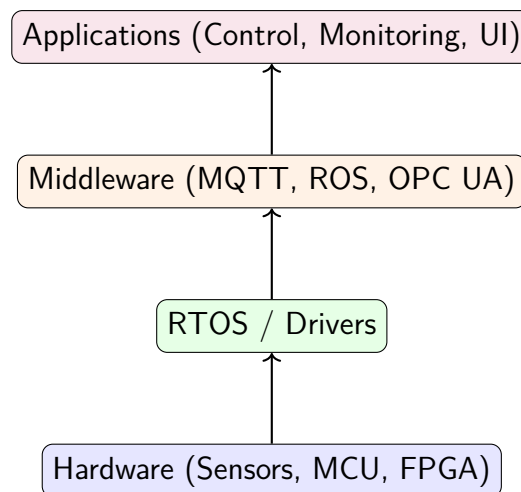 Applications (Control, Monitoring, UI)
Middleware (MQTT, ROS, OPC UA)
RTOS / Drivers
Hardware (Sensors, MCU, FPGA)